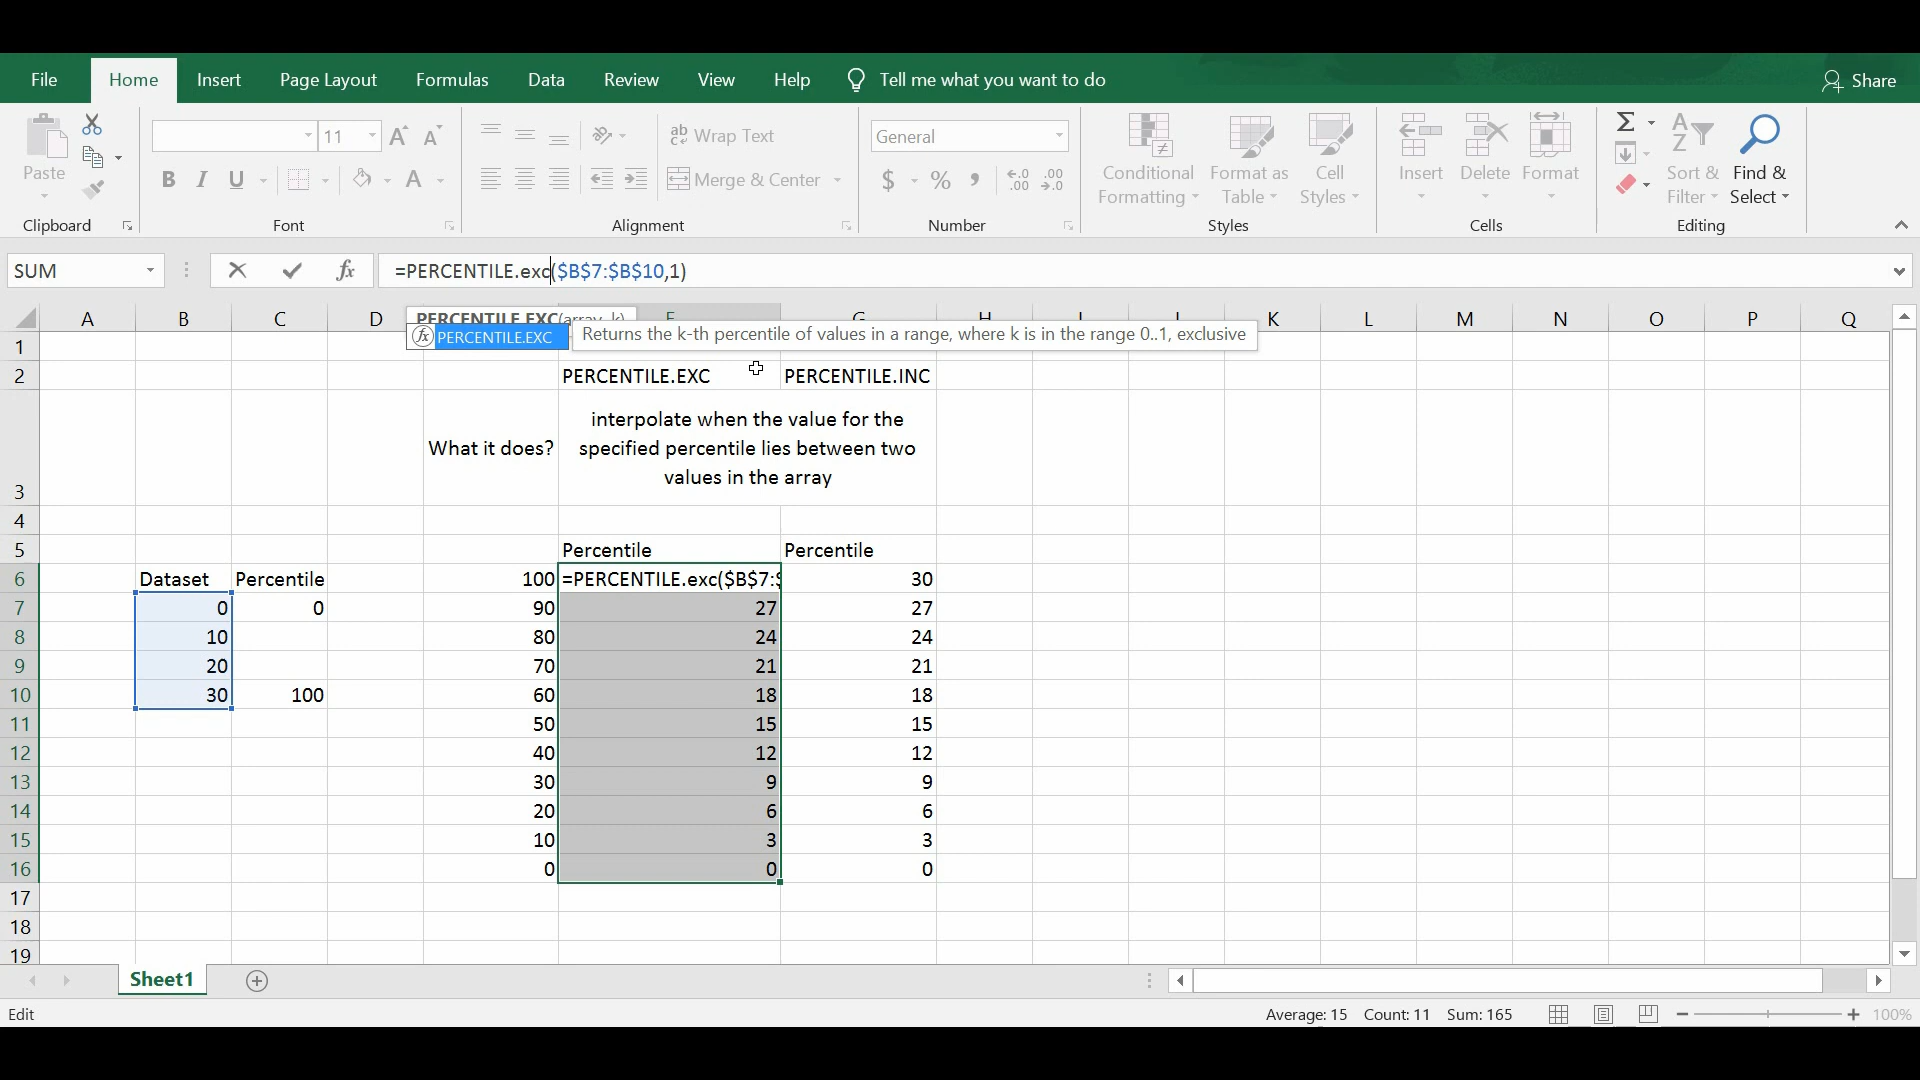 File Home Insert Page Layout Formulas Data Review View Help Tell me what you want to do Share
11
ab
c Wrap Text
General
Paste
B I U A
Merge & Center
$ % ,
←.0 .00
.00 →.0
Conditional Formatting
Format as Table
Cell Styles
Insert
Delete
Format
Σ
A
Z
Sort & Filter
Find & Select
Clipboard Font Alignment Number Styles Cells Editing
SUM fx =PERCENTILE.exc($B$7:$B$10,1)
A B C D K L M N O P Q
fx PERCENTILE.EXC Returns the k-th percentile of values in a range, where k is in the range 0..1, exclusive
1
2 PERCENTILE.EXC PERCENTILE.INC
interpolate when the value for the
What it does? specified percentile lies between two
values in the array
3
4
5 Percentile Percentile
6 Dataset Percentile 100 =PERCENTILE.exc($B$7:$ 30
7 0 0 90 27 27
8 10 80 24 24
9 20 70 21 21
10 30 100 60 18 18
11 50 15 15
12 40 12 12
13 30 9 9
14 20 6 6
15 10 3 3
16 0 0 0
17
18
19
Sheet1
Edit Average: 15 Count: 11 Sum: 165 100%